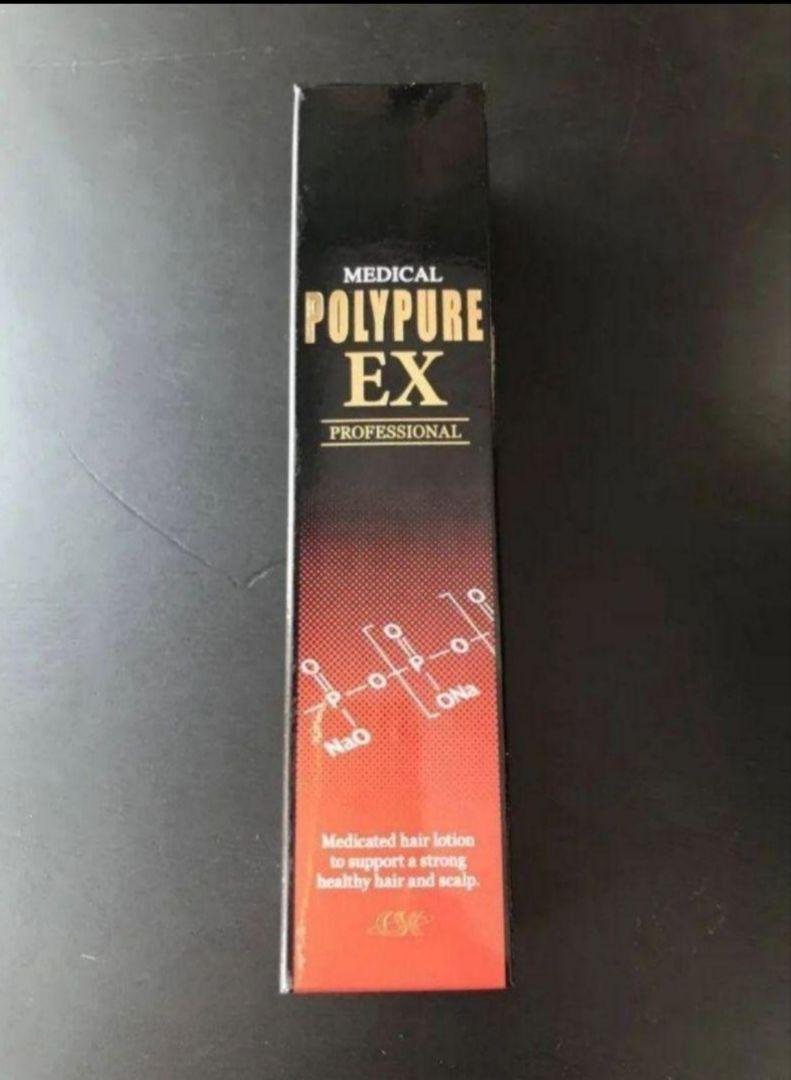 MEDICAL
POLYPURE
EX
PROFESSIONAL
O
O
O
P
O
P
O
ONa
NaO
Medicated hair lotion
to support a strong
healthy hair and scalp.